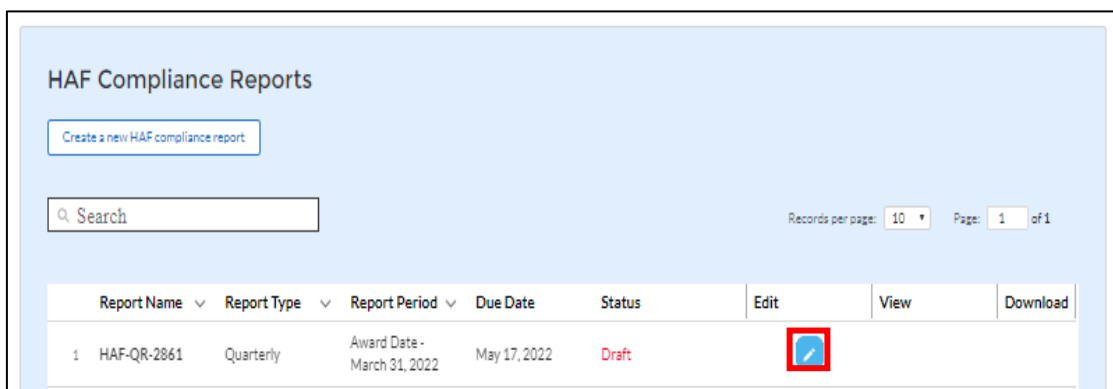 HAF Compliance Reports
Create a new HAF compliance report
Search
Records per page: 10 Page: 1 of 1
Report Name Report Type Report Period Due Date Status Edit View Download
1 HAF-QR-2861 Quarterly Award Date - March 31, 2022 May 17, 2022 Draft